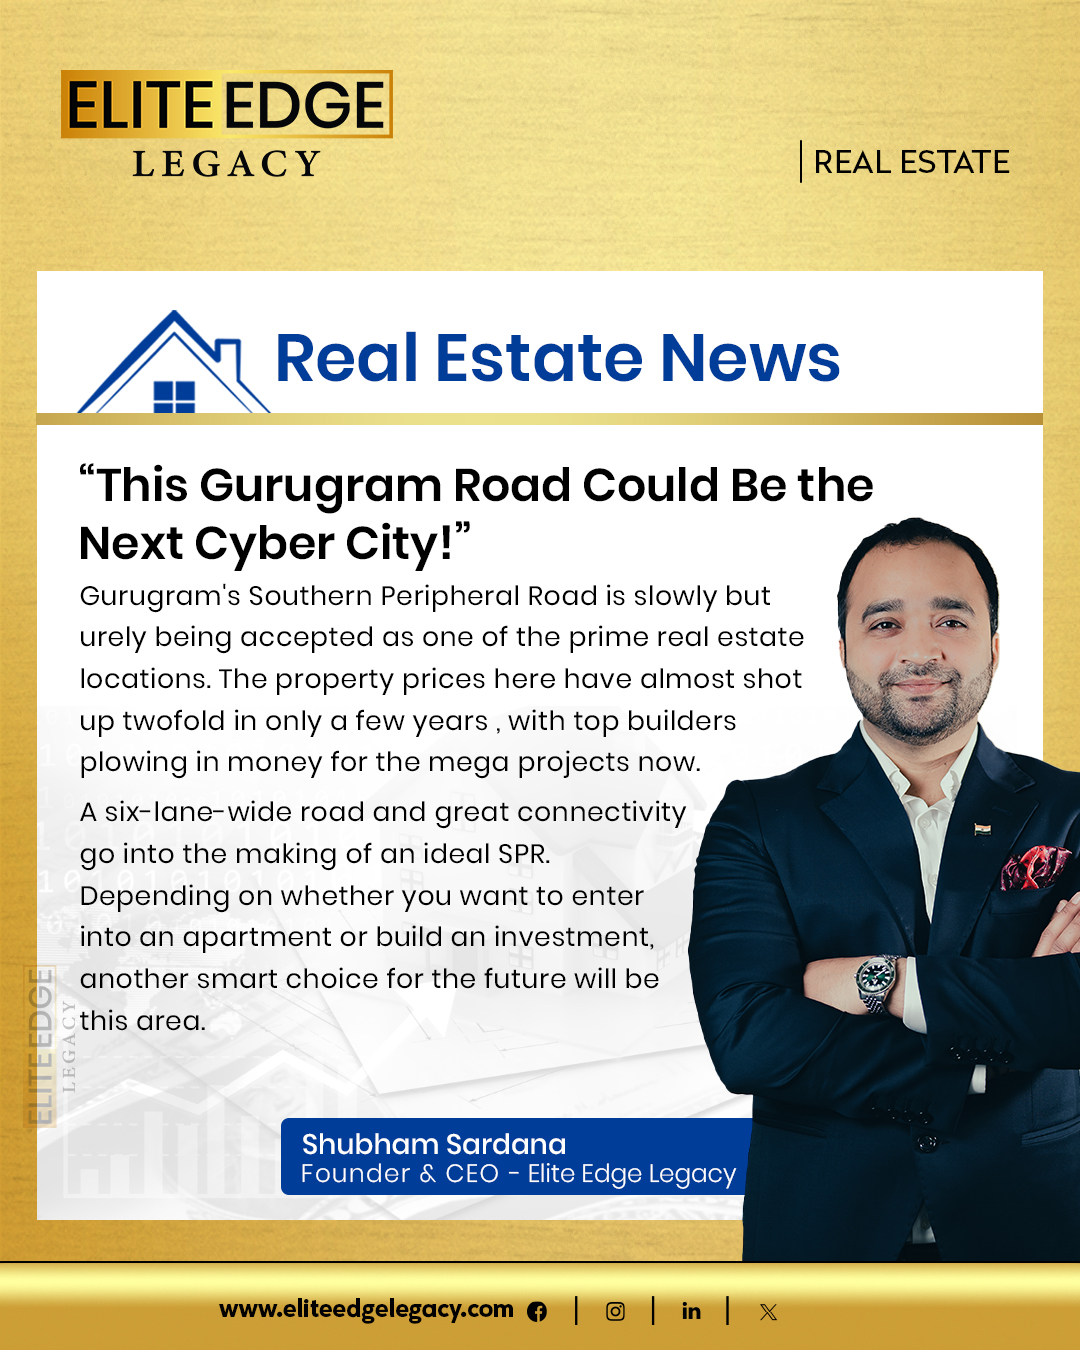 ELITE EDGE
LEGACY
REAL ESTATE
Real Estate News
“This Gurugram Road Could Be the
Next Cyber City!”
Gurugram's Southern Peripheral Road is slowly but
urely being accepted as one of the prime real estate
locations. The property prices here have almost shot
up twofold in only a few years , with top builders
plowing in money for the mega projects now.
A six-lane-wide road and great connectivity
go into the making of an ideal SPR.
Depending on whether you want to enter
into an apartment or build an investment,
another smart choice for the future will be
this area.
ELITE EDGE
LEGACY
Shubham Sardana
Founder & CEO - Elite Edge Legacy
www.eliteedgelegacy.com